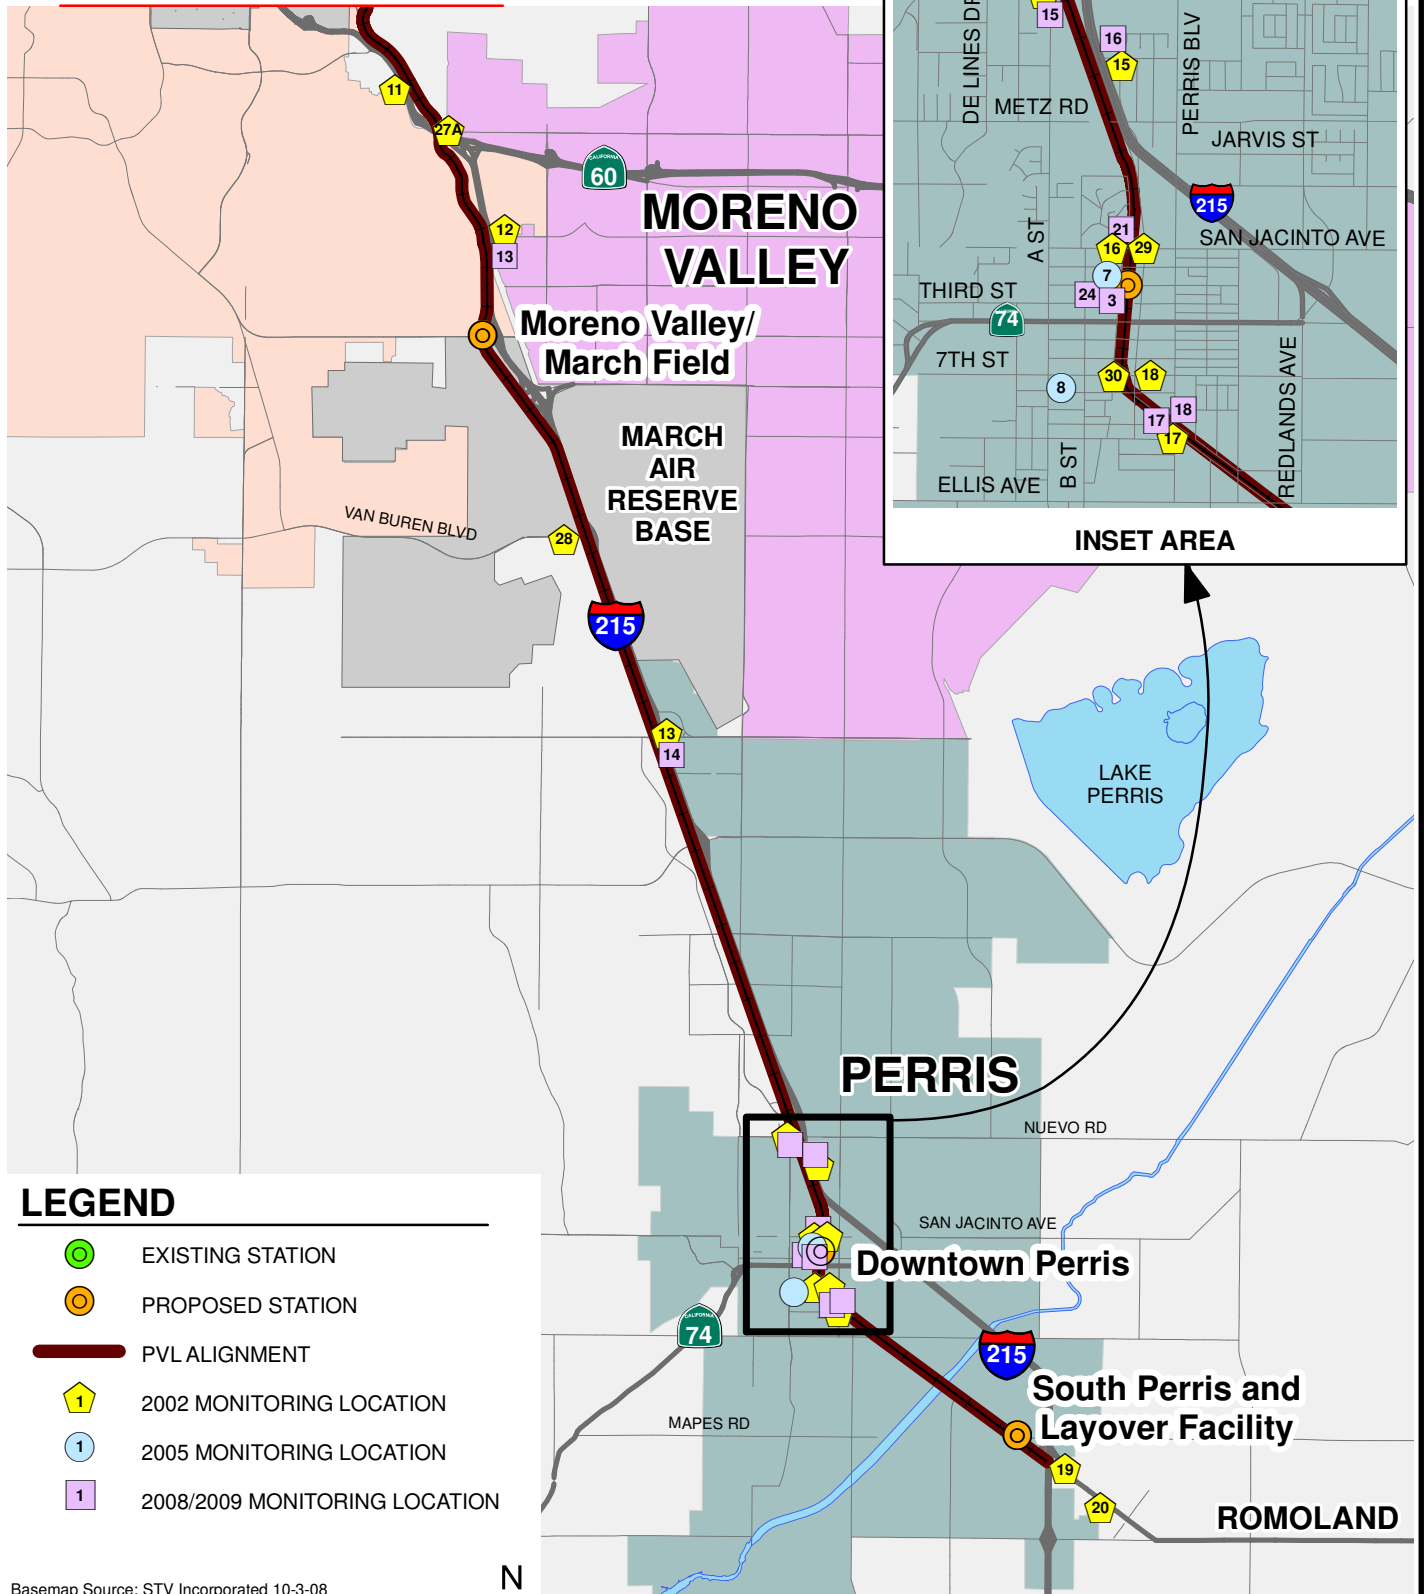 11
27A
CALIFORNIA
60
MORENO
VALLEY
12
13
Moreno Valley/
March Field
MARCH
AIR
RESERVE
BASE
VAN BUREN BLVD
28
215
13
14
15
16
15
DE LINES DR
PERRIS BLV
METZ RD
JARVIS ST
215
SAN JACINTO AVE
A ST
21
16
29
7
THIRD ST
24
3
74
7TH ST
30
18
8
18
17
17
REDLANDS AVE
B ST
ELLIS AVE
INSET AREA
LAKE
PERRIS
PERRIS
NUEVO RD
SAN JACINTO AVE
Downtown Perris
CALIFORNIA
74
215
South Perris and
Layover Facility
MAPES RD
19
20
ROMOLAND
LEGEND
EXISTING STATION
PROPOSED STATION
PVL ALIGNMENT
1
2002 MONITORING LOCATION
1
2005 MONITORING LOCATION
1
2008/2009 MONITORING LOCATION
N
Basemap Source: STV Incorporated 10-3-08